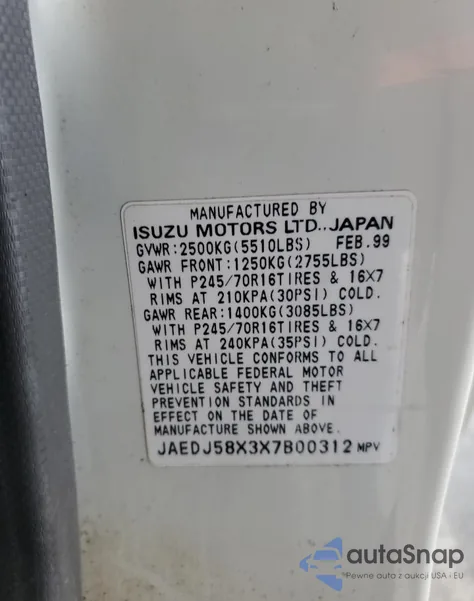 MANUFACTURED BY
ISUZU MOTORS LTD., JAPAN
GVWR:2500KG(5510LBS) FEB.99
GAWR FRONT:1250KG(2755LBS)
WITH P245/70R16TIRES & 16X7
RIMS AT 210KPA(30PSI) COLD.
GAWR REAR:1400KG(3085LBS)
WITH P245/70R16TIRES & 16X7
RIMS AT 240KPA(35PSI) COLD.
THIS VEHICLE CONFORMS TO ALL
APPLICABLE FEDERAL MOTOR
VEHICLE SAFETY AND THEFT
PREVENTION STANDARDS IN
EFFECT ON THE DATE OF
MANUFACTURE SHOWN ABOVE.
JAEDJ58X3X7B00312 MPV
autoSnap
*Pewne auta z aukcji USA i EU